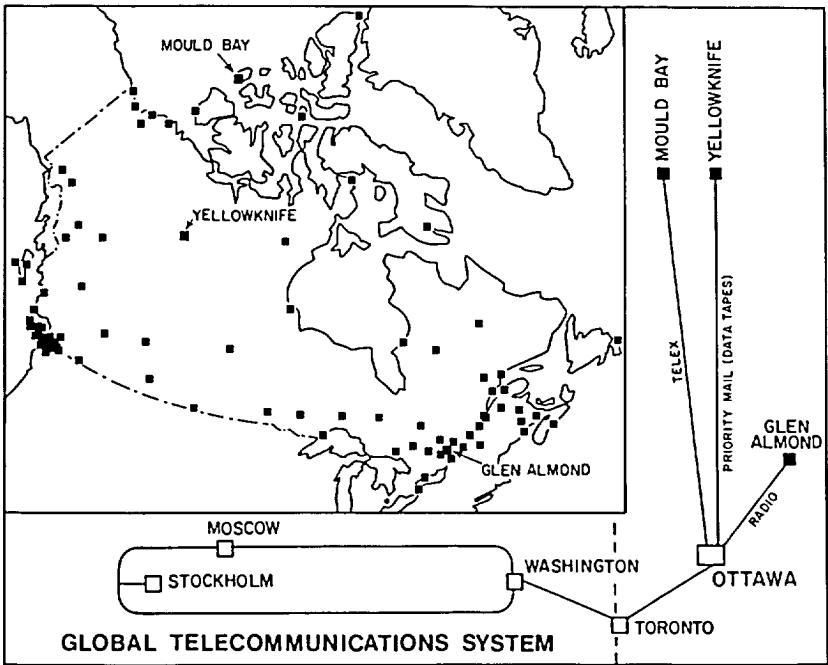 MOULD BAY
YELLOWKNIFE
GLEN ALMOND
MOULD BAY
YELLOWKNIFE
TELEX
PRIORITY MAIL (DATA TAPES)
GLEN
ALMOND
RADIO
OTTAWA
MOSCOW
STOCKHOLM
WASHINGTON
TORONTO
GLOBAL TELECOMMUNICATIONS SYSTEM